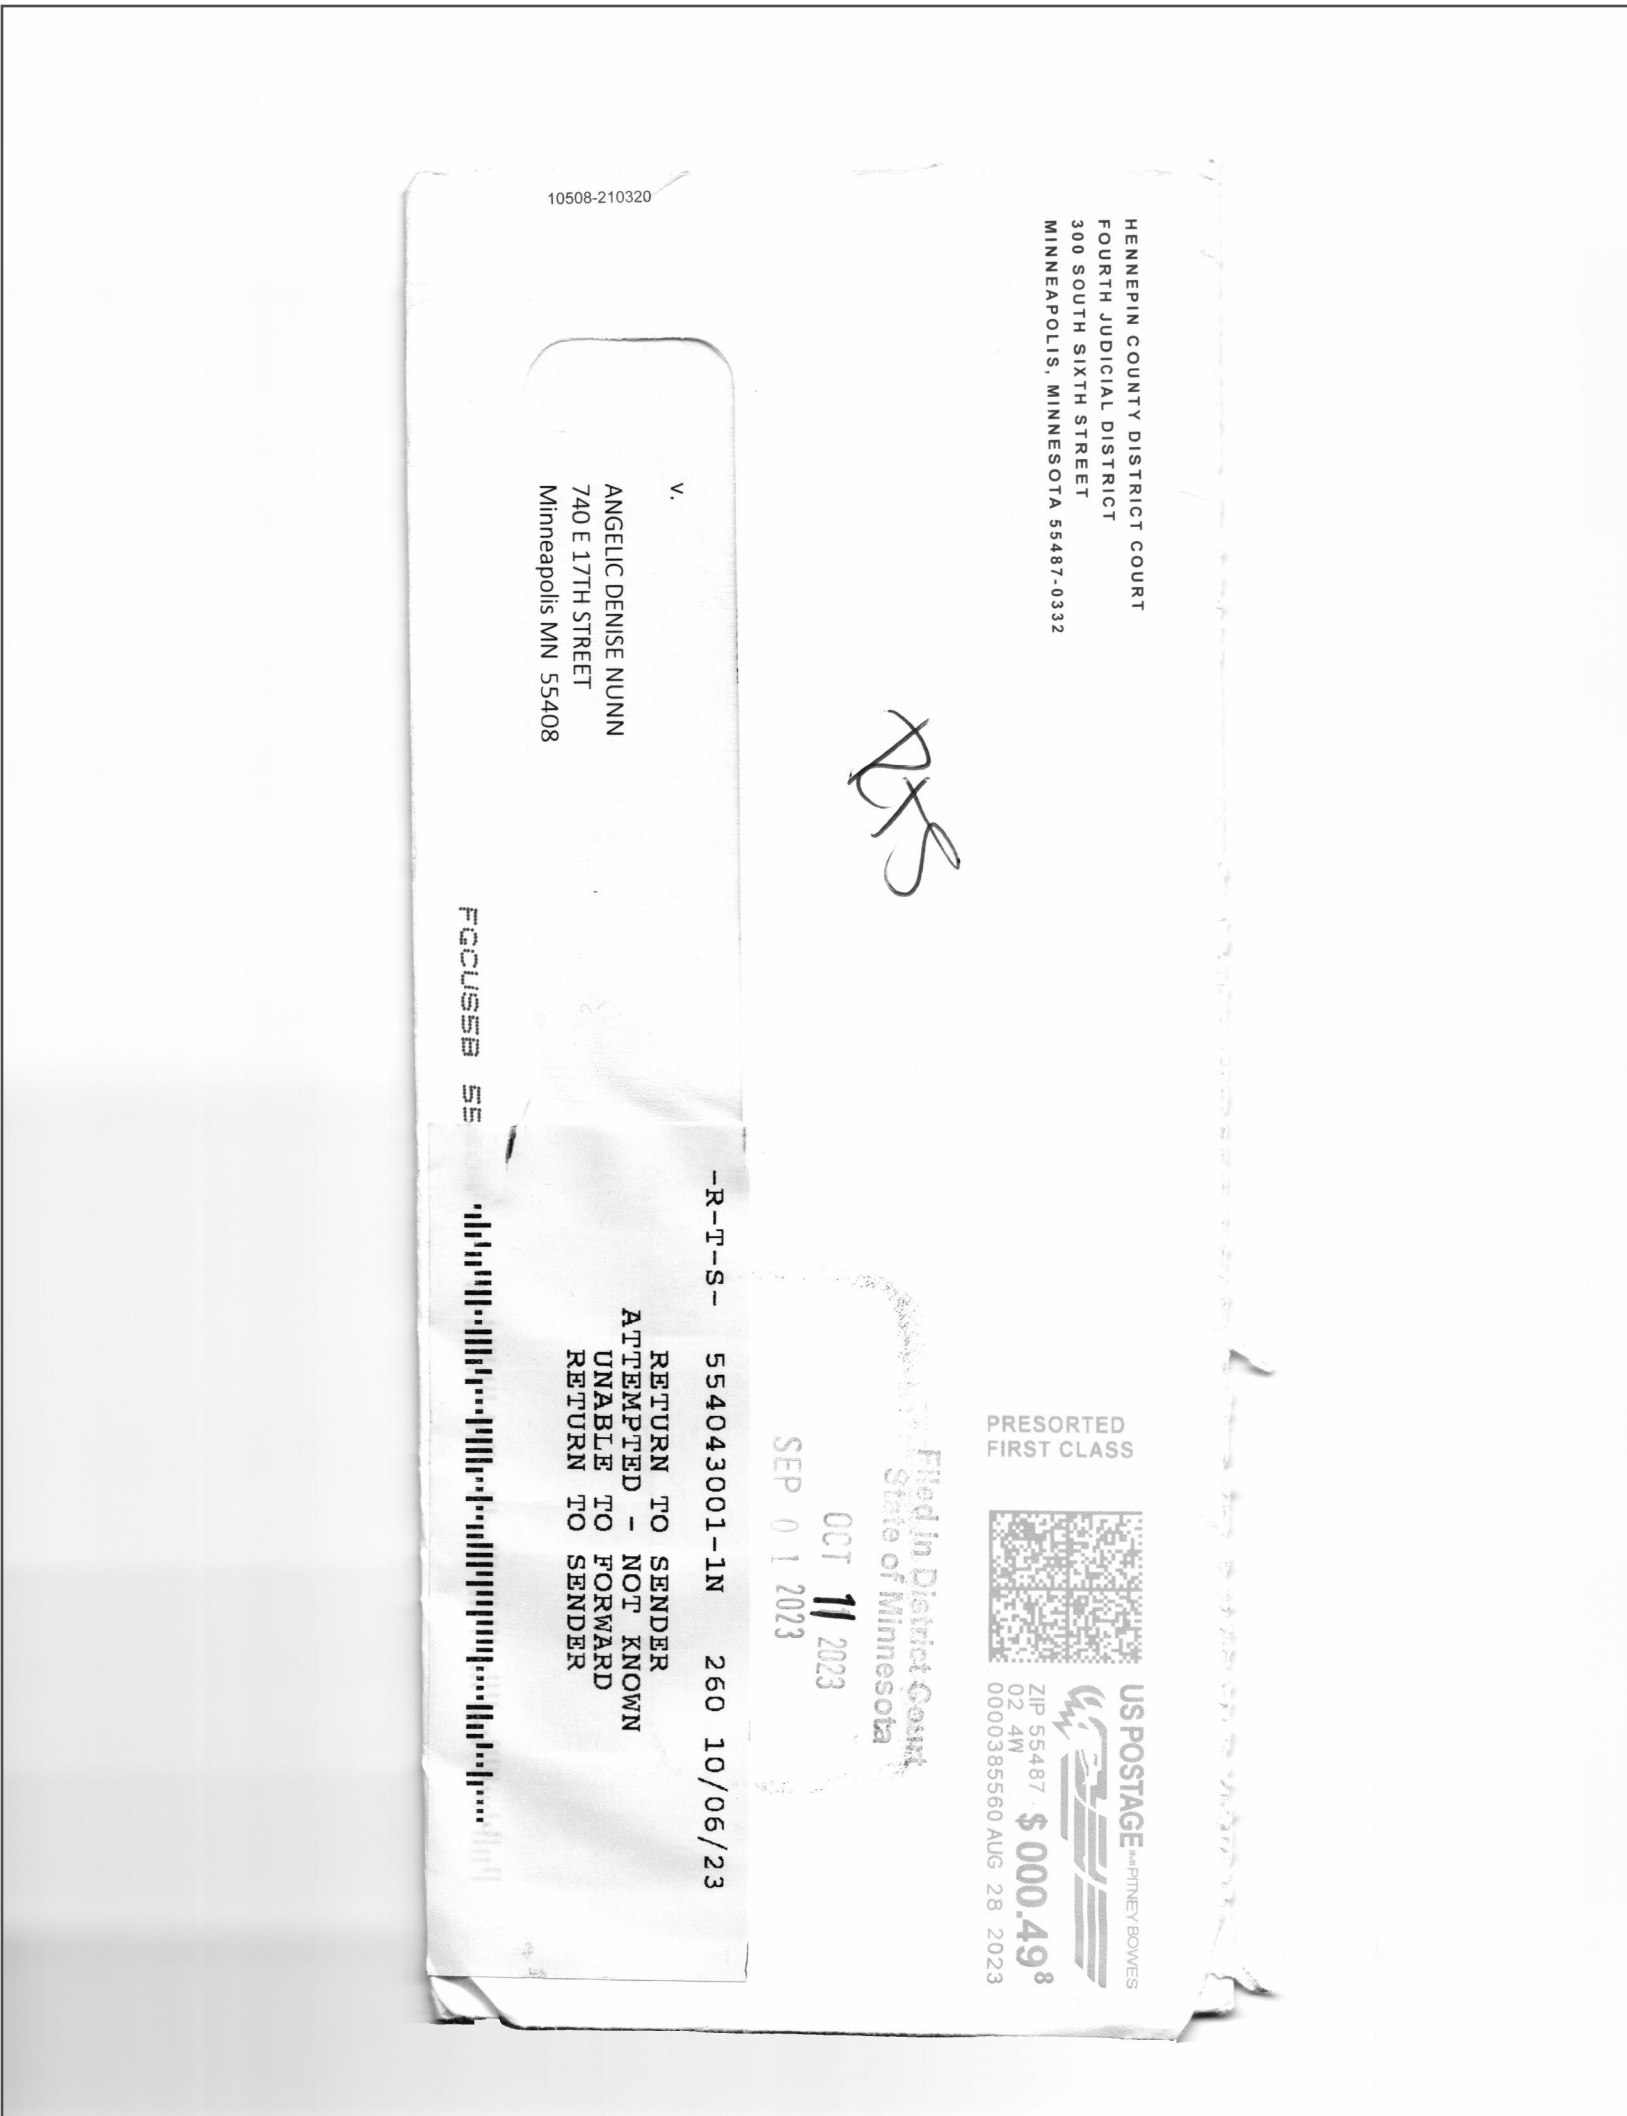 10508-210320
HENNEPIN COUNTY DISTRICT COURT
FOURTH JUDICIAL DISTRICT
300 SOUTH SIXTH STREET
MINNEAPOLIS, MINNESOTA 55487-0332
PRESORTED
FIRST CLASS
US POSTAGE IMI PITNEY BOWES
ZIP 55487 $ 000.49⁸
02 4W
0000385560 AUG 28 2023
RTS
Filed in District Court
State of Minnesota
OCT 11 2023
SEP 01 2023
v.
ANGELIC DENISE NUNN
740 E 17TH STREET
Minneapolis MN 55408
-R-T-S- 554043001-1N 260 10/06/23
RETURN TO SENDER
ATTEMPTED - NOT KNOWN
UNABLE TO FORWARD
RETURN TO SENDER
55